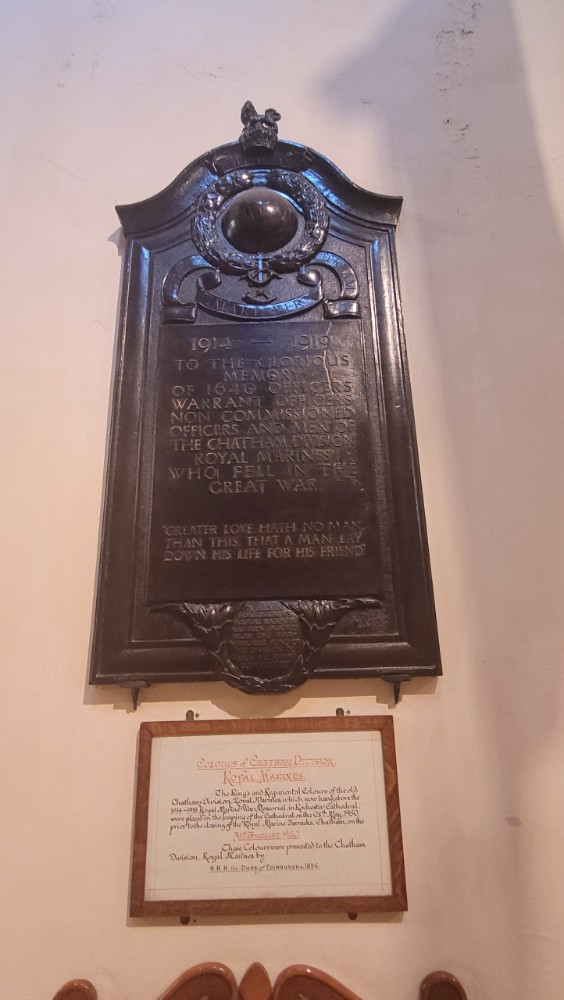 1914 — 1919
TO THE GLORIOUS
MEMORY
OF 1640 OFFICERS
WARRANT OFFICERS
NON COMMISSIONED
OFFICERS AND MEN OF
THE CHATHAM DIVISION
ROYAL MARINES
WHO FELL IN THE
GREAT WAR
"GREATER LOVE HATH NO MAN
THAN THIS, THAT A MAN LAY
DOWN HIS LIFE FOR HIS FRIEND"
Colours of Chatham Division,
Royal Marines.
The King's and Regimental Colours of the old
Chatham Division, Royal Marines, which now hang above the
1914-1918 Royal Marine War Memorial, in Rochester Cathedral,
were placed in the keeping of the Cathedral on the 28th May, 1950
prior to the closing of the Royal Marine Barracks, Chatham, on the
31st August 1950
These Colours were presented to the Chatham
Division, Royal Marines by
H.R.H. the Duke of Edinburgh, 1896.